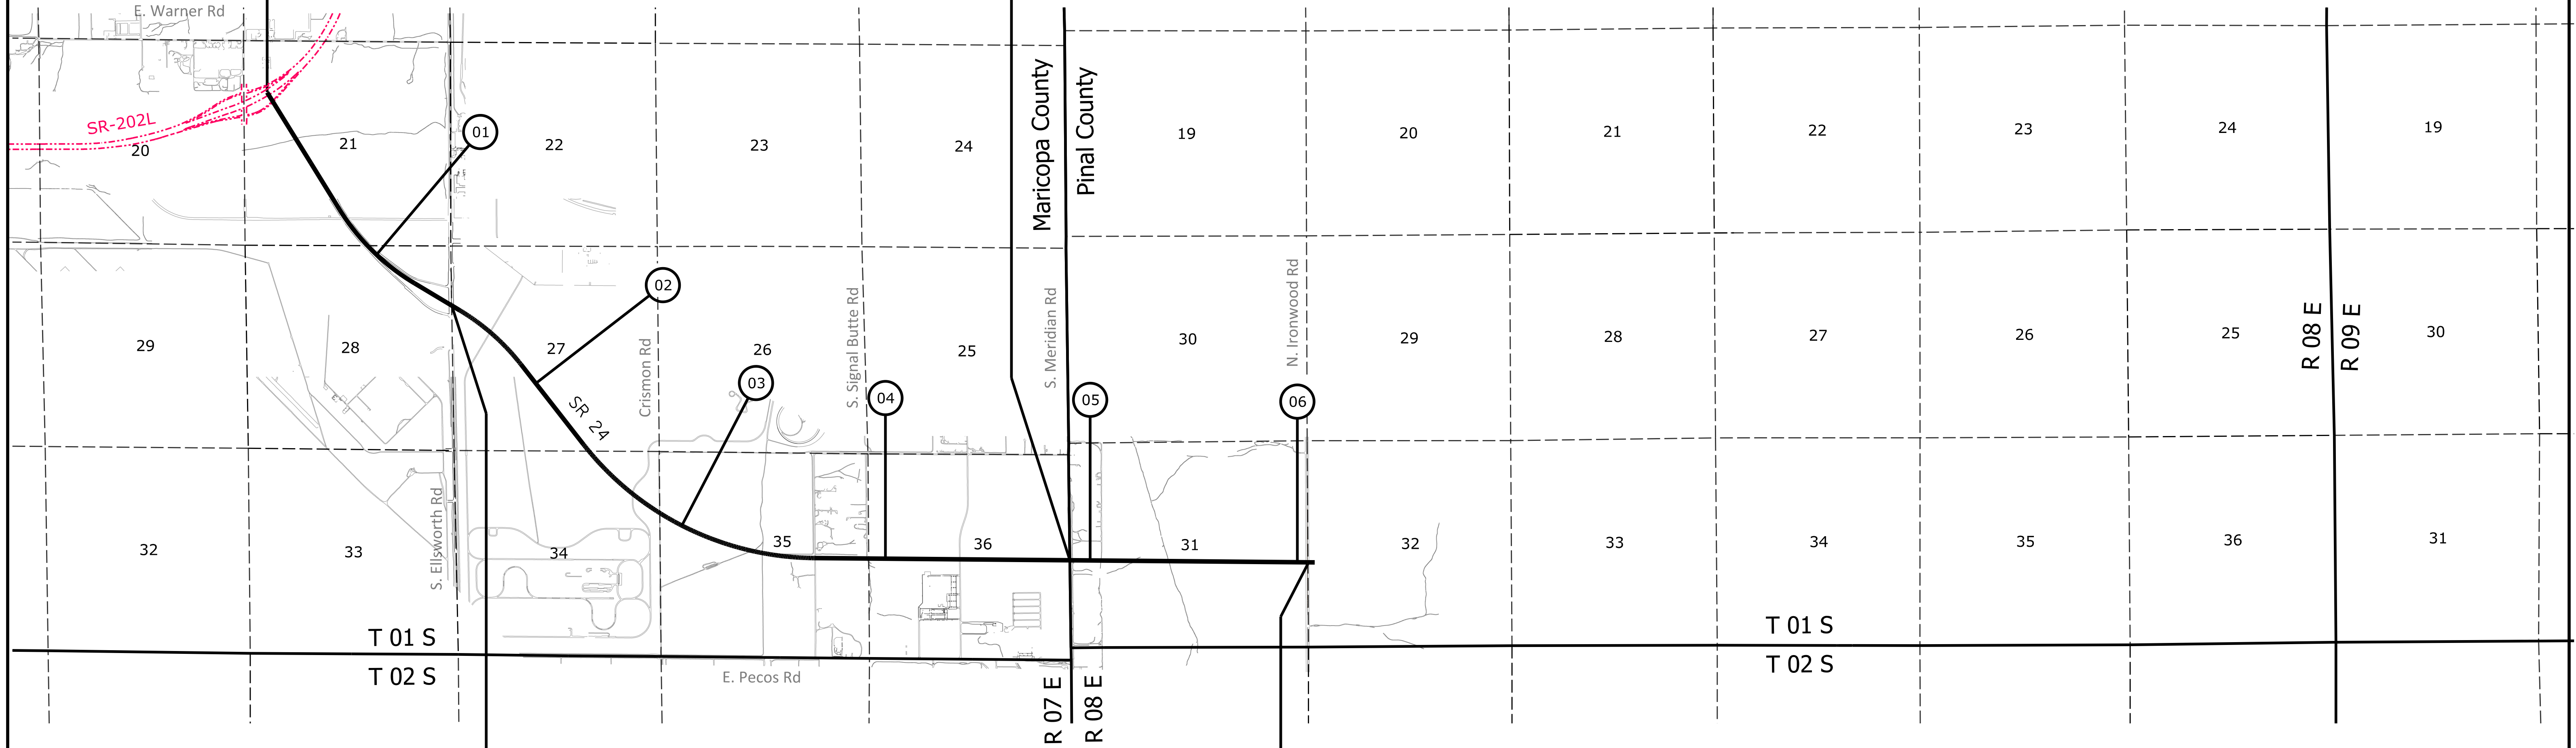 E. Warner Rd
SR-202L
20
21
01
22
23
24
Maricopa County
Pinal County
19
20
21
22
23
24
19
29
28
02
27
Crismon Rd
26
03
S. Signal Butte Rd
04
25
S. Meridian Rd
05
30
N. Ironwood Rd
06
29
28
27
26
25
R 08 E
R 09 E
30
SR 24
32
33
S. Ellsworth Rd
34
35
36
31
32
33
34
35
36
31
T 01 S
T 02 S
E. Pecos Rd
R 07 E
R 08 E
T 01 S
T 02 S